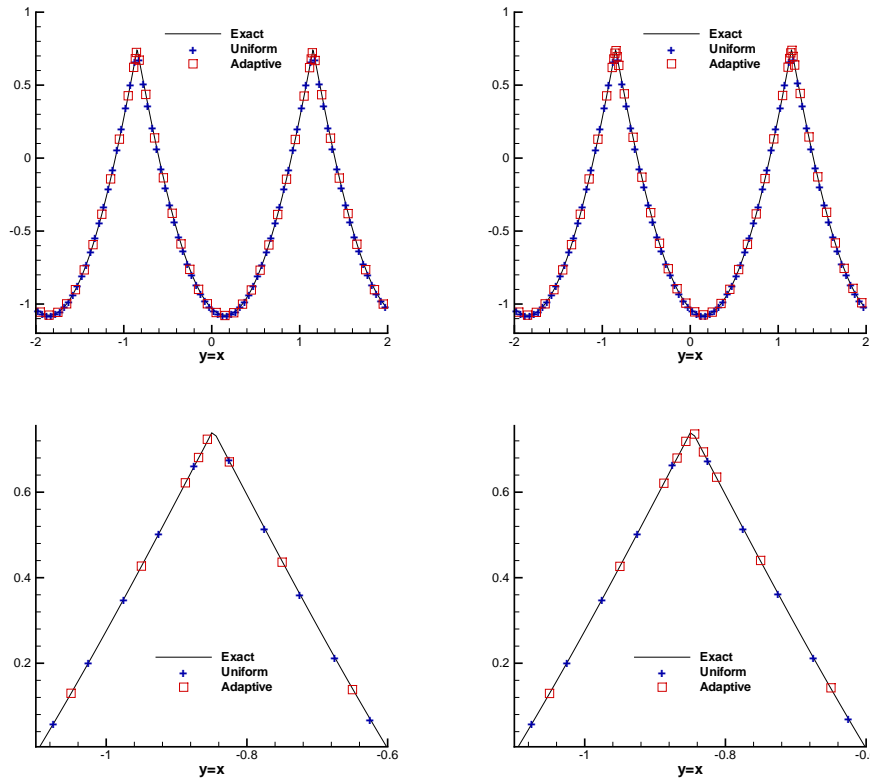 1
0.5
0
-0.5
-1
-2
-1
0
1
2
y=x
Exact
Uniform
Adaptive
1
0.5
0
-0.5
-1
-2
-1
0
1
2
y=x
Exact
Uniform
Adaptive
0.6
0.4
0.2
-1
-0.8
-0.6
y=x
Exact
Uniform
Adaptive
0.6
0.4
0.2
-1
-0.8
-0.
y=x
Exact
Uniform
Adaptive